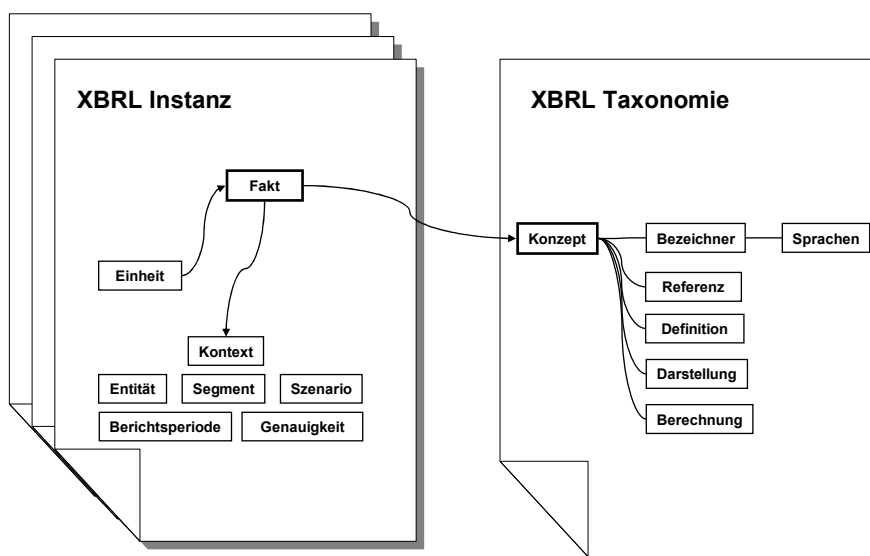 XBRL Instanz
Fakt
Einheit
Kontext
Entität Segment Szenario
Berichtsperiode Genauigkeit
XBRL Taxonomie
Konzept Bezeichner Sprachen
Referenz
Definition
Darstellung
Berechnung